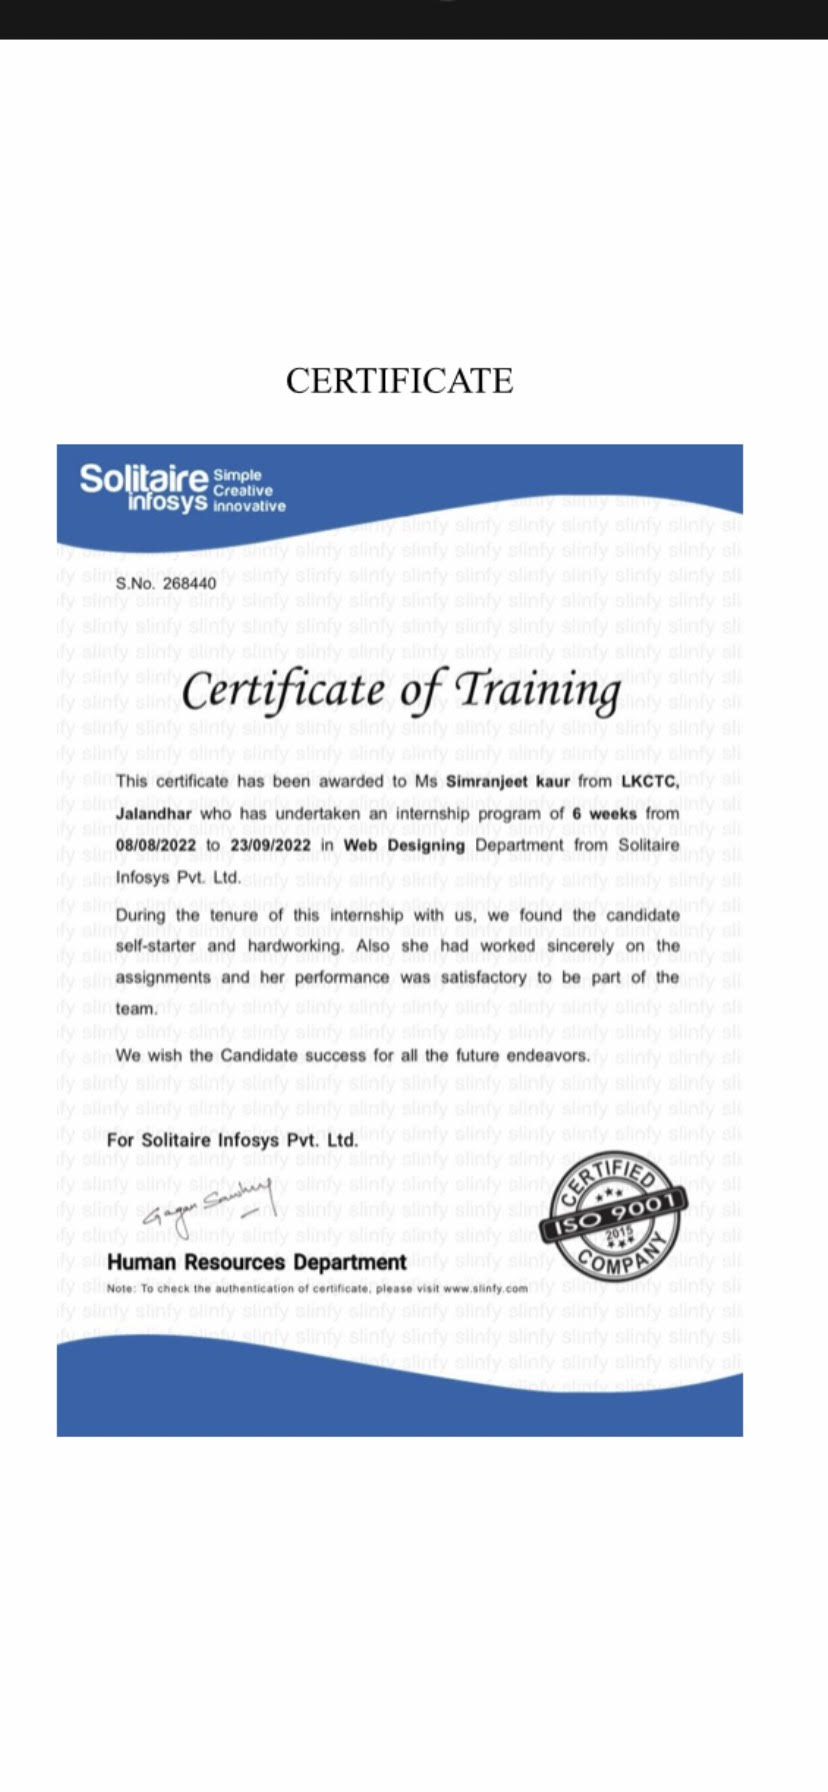 CERTIFICATE
Solitaire
infosys
Simple
Creative
innovative
S.No. 268440
Certificate of Training
This certificate has been awarded to Ms Simranjeet kaur from LKCTC,
Jalandhar who has undertaken an internship program of 6 weeks from
08/08/2022 to 23/09/2022 in Web Designing Department from Solitaire
Infosys Pvt. Ltd.
During the tenure of this internship with us, we found the candidate
self-starter and hardworking. Also she had worked sincerely on the
assignments and her performance was satisfactory to be part of the
team.
We wish the Candidate success for all the future endeavors.
For Solitaire Infosys Pvt. Ltd.
Human Resources Department
Note: To check the authentication of certificate, please visit www.slinfy.com
CERTIFIED
ISO 9001
2015
COMPANY